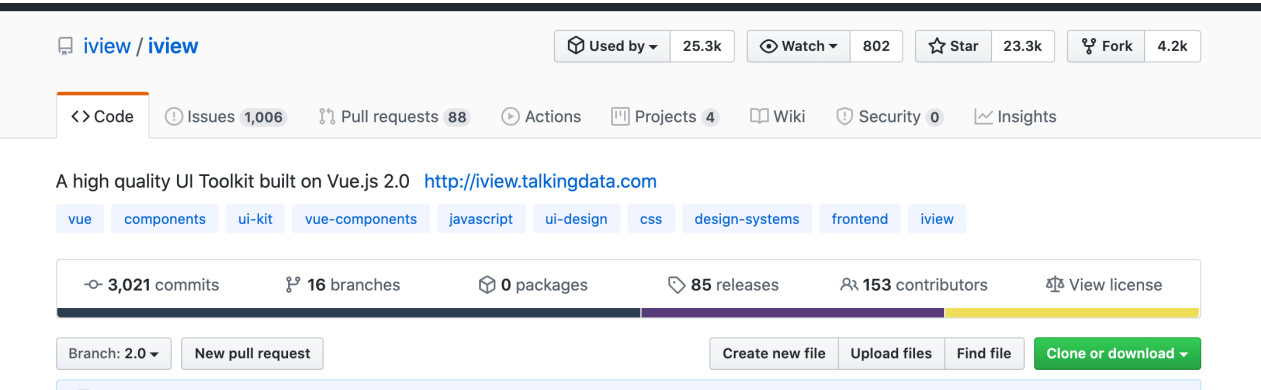 iview / iview Used by 25.3k Watch 802 Star 23.3k Fork 4.2k
Code Issues 1,006 Pull requests 88 Actions Projects 4 Wiki Security 0 Insights
A high quality UI Toolkit built on Vue.js 2.0 http://iview.talkingdata.com
vue components ui-kit vue-components javascript ui-design css design-systems frontend iview
3,021 commits 16 branches 0 packages 85 releases 153 contributors View license
Branch: 2.0 New pull request Create new file Upload files Find file Clone or download